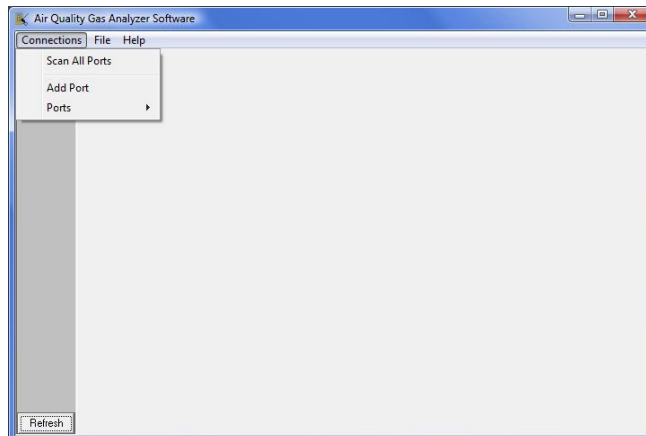 Air Quality Gas Analyzer Software
Connections File Help
Scan All Ports
Add Port
Ports
Refresh